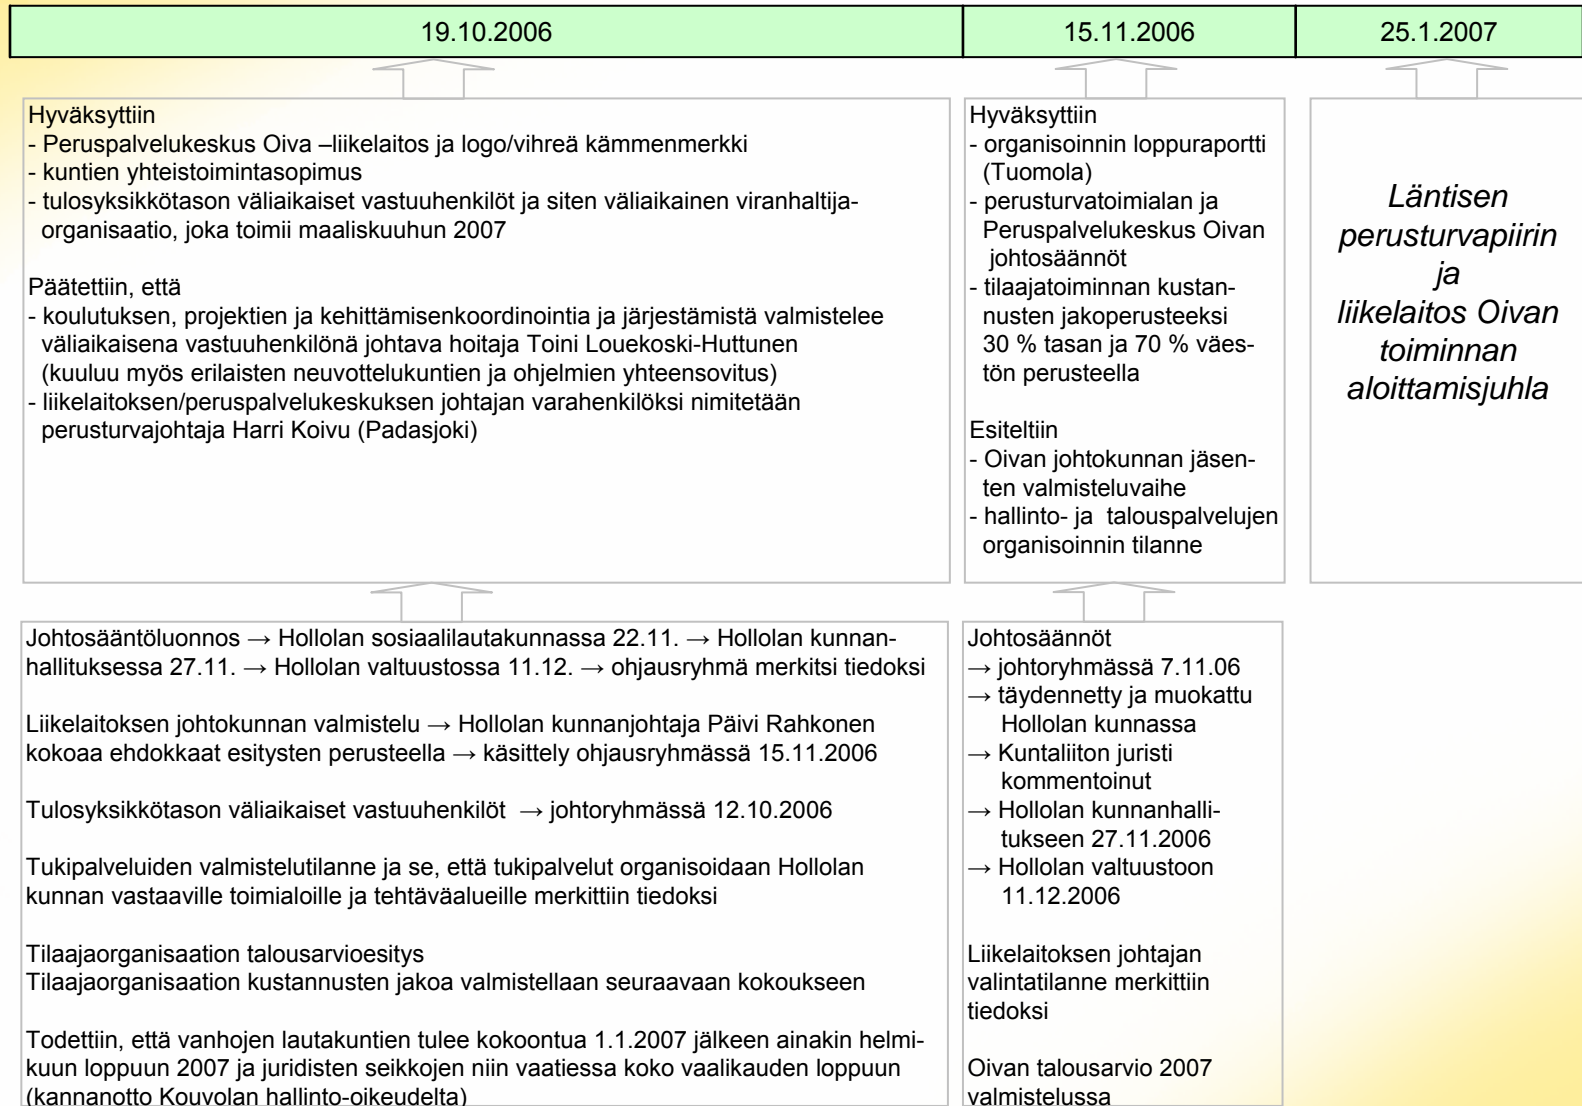 19.10.2006
15.11.2006
25.1.2007
Hyväksyttiin
- Peruspalvelukeskus Oiva –liikelaitos ja logo/vihreä kämmenmerkki
- kuntien yhteistoimintasopimus
- tulosyksikkötason väliaikaiset vastuuhenkilöt ja siten väliaikainen viranhaltija-
organisaatio, joka toimii maaliskuuhun 2007
Päätettiin, että
- koulutuksen, projektien ja kehittämisenkoordinointia ja järjestämistä valmistelee
väliaikaisena vastuuhenkilönä johtava hoitaja Toini Louekoski-Huttunen
(kuuluu myös erilaisten neuvottelukuntien ja ohjelmien yhteensovitus)
- liikelaitoksen/peruspalvelukeskuksen johtajan varahenkilöksi nimitetään
perusturvajohtaja Harri Koivu (Padasjoki)
Hyväksyttiin
- organisoinnin loppuraportti
(Tuomola)
- perusturvatoimialan ja
Peruspalvelukeskus Oivan
johtosäännöt
- tilaajatoiminnan kustan-
nusten jakoperusteeksi
30 % tasan ja 70 % väes-
tön perusteella
Esiteltiin
- Oivan johtokunnan jäsen-
ten valmisteluvaihe
- hallinto- ja talouspalvelujen
organisoinnin tilanne
Läntisen
perusturvapiirin
ja
liikelaitos Oivan
toiminnan
aloittamisjuhla
Johtosääntöluonnos → Hollolan sosiaalilautakunnassa 22.11. → Hollolan kunnan-
hallituksessa 27.11. → Hollolan valtuustossa 11.12. → ohjausryhmä merkitsi tiedoksi
Liikelaitoksen johtokunnan valmistelu → Hollolan kunnanjohtaja Päivi Rahkonen
kokoaa ehdokkaat esitysten perusteella → käsittely ohjausryhmässä 15.11.2006
Tulosyksikkötason väliaikaiset vastuuhenkilöt → johtoryhmässä 12.10.2006
Tukipalveluiden valmistelutilanne ja se, että tukipalvelut organisoidaan Hollolan
kunnan vastaaville toimialoille ja tehtäväalueille merkittiin tiedoksi
Tilaajaorganisaation talousarvioesitys
Tilaajaorganisaation kustannusten jakoa valmistellaan seuraavaan kokoukseen
Todettiin, että vanhojen lautakuntien tulee kokoontua 1.1.2007 jälkeen ainakin helmi-
kuun loppuun 2007 ja juridisten seikkojen niin vaatiessa koko vaalikauden loppuun
(kannanotto Kouvolan hallinto-oikeudelta)
Johtosäännöt
→ johtoryhmässä 7.11.06
→ täydennetty ja muokattu
Hollolan kunnassa
→ Kuntaliiton juristi
kommentoinut
→ Hollolan kunnanhalli-
tukseen 27.11.2006
→ Hollolan valtuustoon
11.12.2006
Liikelaitoksen johtajan
valintatilanne merkittiin
tiedoksi
Oivan talousarvio 2007
valmistelussa